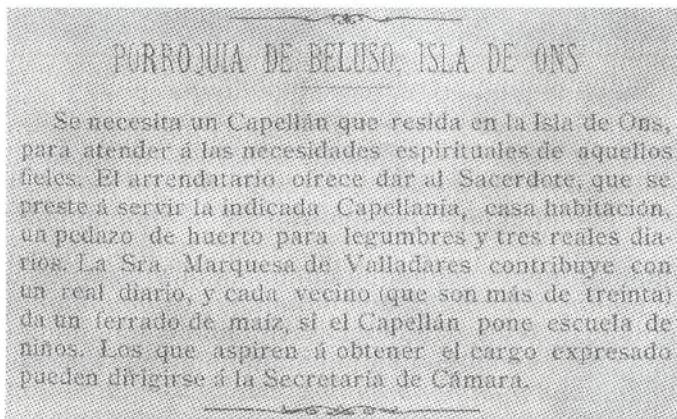 PORROQUIA DE BELUSO, ISLA DE ONS
Se necesita un Capellán que resida en la Isla de Ons,
para atender á las necesidades espirituales de aquellos
fieles. El arrendatario ofrece dar al Sacerdote, que se
preste á servir la indicada Capellanía, casa habitación,
un pedazo de huerto para legumbres y tres reales dia-
rios. La Sra. Marquesa de Valladares contribuye con
un real diario, y cada vecino (que son más de treinta)
da un ferrado de maíz, si el Capellán pone escuela de
niños. Los que aspiren á obtener el cargo expresado
pueden dirigirse á la Secretaría de Cámara.